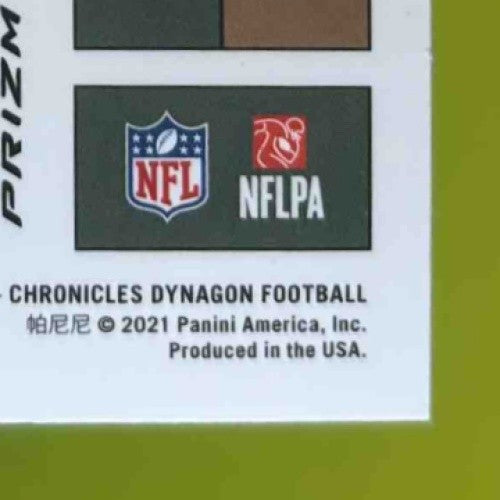 PRIZM
NFL
NFLPA
- CHRONICLES DYNAGON FOOTBALL
帕尼尼 © 2021 Panini America, Inc.
Produced in the USA.